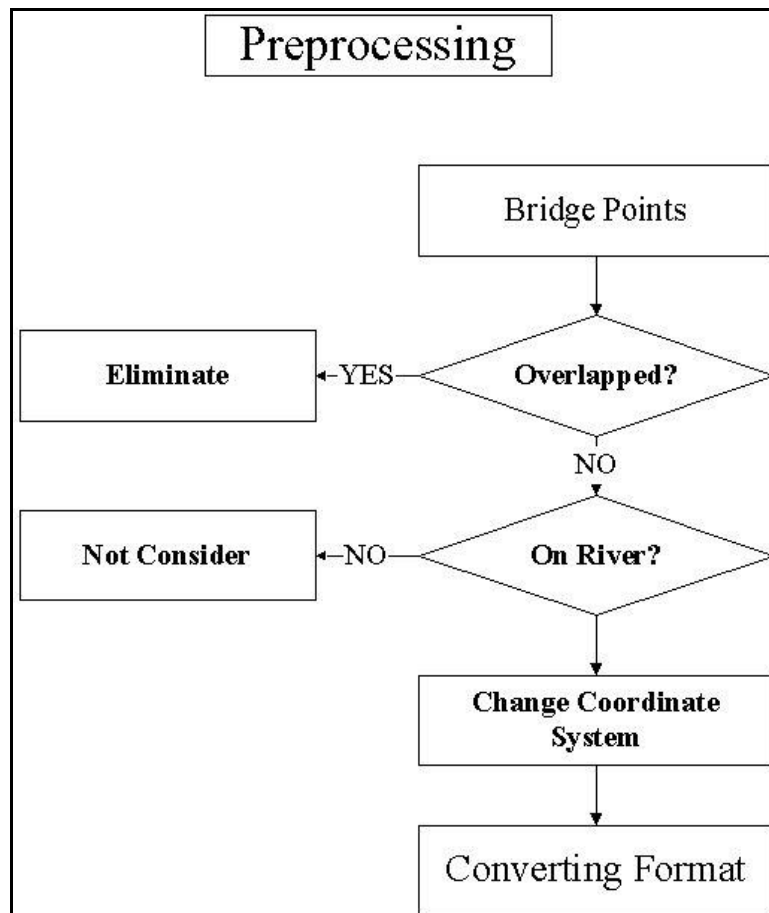 Preprocessing
Bridge Points
Overlapped?
YES
Eliminate
NO
On River?
NO
Not Consider
Change Coordinate
System
Converting Format